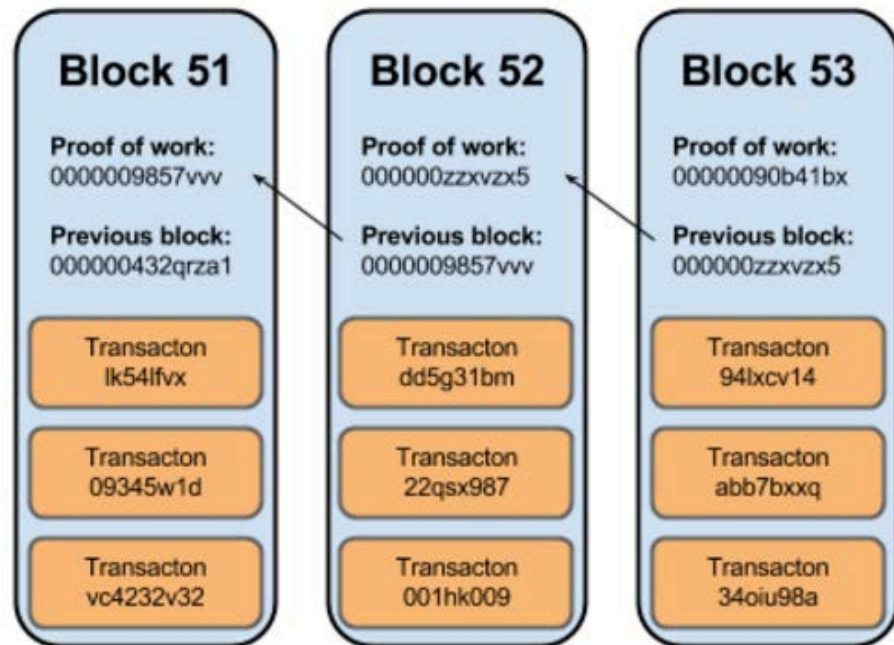 Block 51
Proof of work:
0000009857vvv
Previous block:
000000432qrza1
Transacton
lk54lfvx
Transacton
09345w1d
Transacton
vc4232v32
Block 52
Proof of work:
000000zzxvzx5
Previous block:
0000009857vvv
Transacton
dd5g31bm
Transacton
22qsx987
Transacton
001hk009
Block 53
Proof of work:
00000090b41bx
Previous block:
000000zzxvzx5
Transacton
94lxcv14
Transacton
abb7bxxq
Transacton
34oiu98a